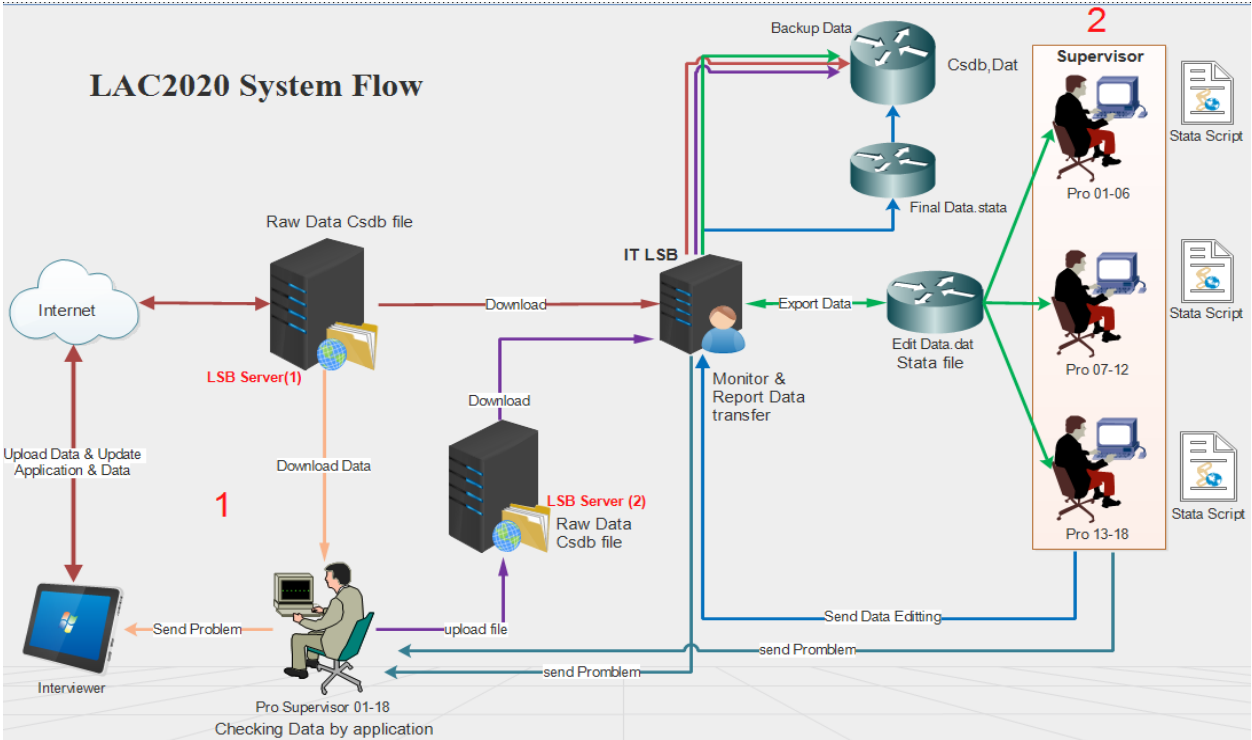 2
Backup Data
Supervisor
LAC2020 System Flow
Csdb,Dat
Stata Script
Pro 01-06
Final Data.stata
Raw Data Csdb file
IT LSB
Internet
Download
Export Data
Stata Script
Edit Data.dat
Stata file
LSB Server(1)
Pro 07-12
Monitor &
Report Data
transfer
Download
Upload Data & Update
Application & Data
Download Data
1
LSB Server (2)
Raw Data
Csdb file
Stata Script
Pro 13-18
Send Problem
upload file
Send Data Editting
send Promblem
send Promblem
Interviewer
Pro Supervisor 01-18
Checking Data by application